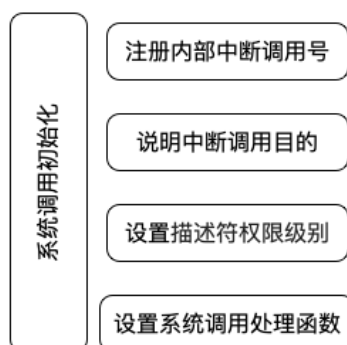 系统调用初始化
注册内部中断调用号
说明中断调用目的
设置描述符权限级别
设置系统调用处理函数